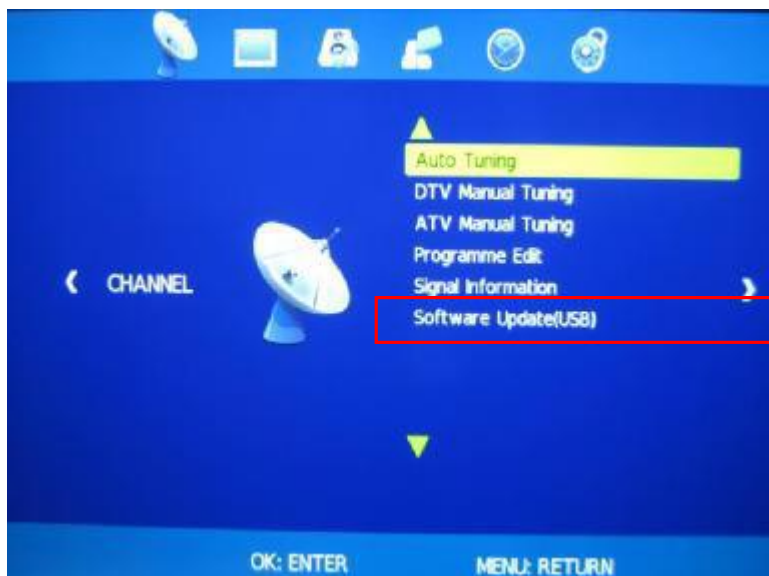 Auto Tuning
DTV Manual Tuning
ATV Manual Tuning
Programme Edit
CHANNEL
Signal Information
Software Update(USB)
OK: ENTER
MENU: RETURN